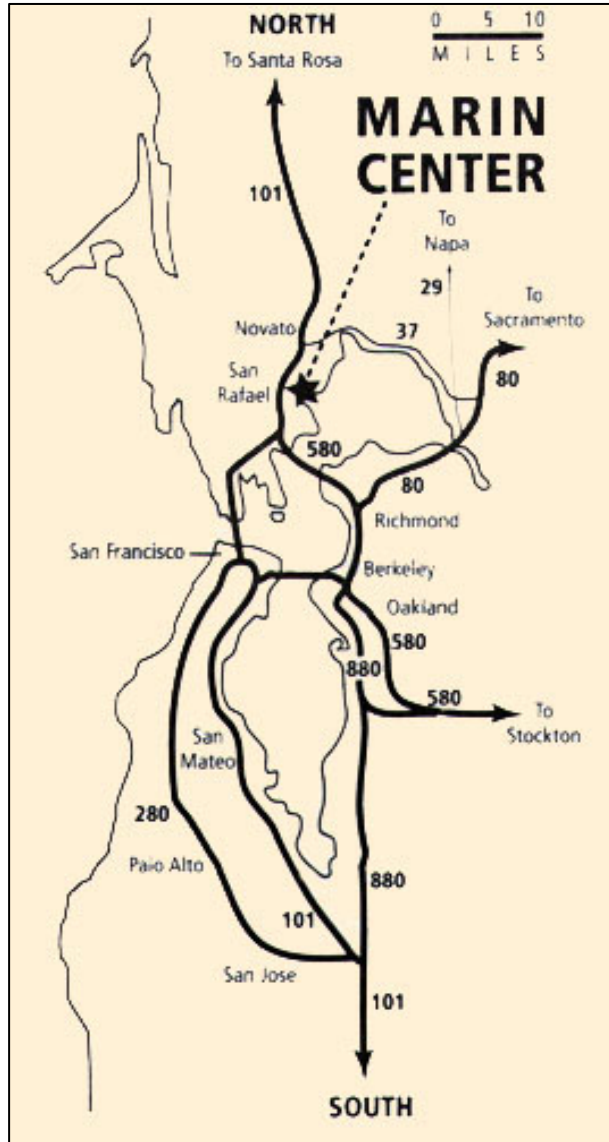 NORTH
0 5 10
MILES
To Santa Rosa
MARIN
CENTER
101
To
Napa
29
To
Sacramento
Novato
37
San
Rafael
80
580
80
Richmond
San Francisco
Berkeley
Oakland
580
880
580
To
Stockton
San
Mateo
280
Paio Alto
880
101
San Jose
101
SOUTH